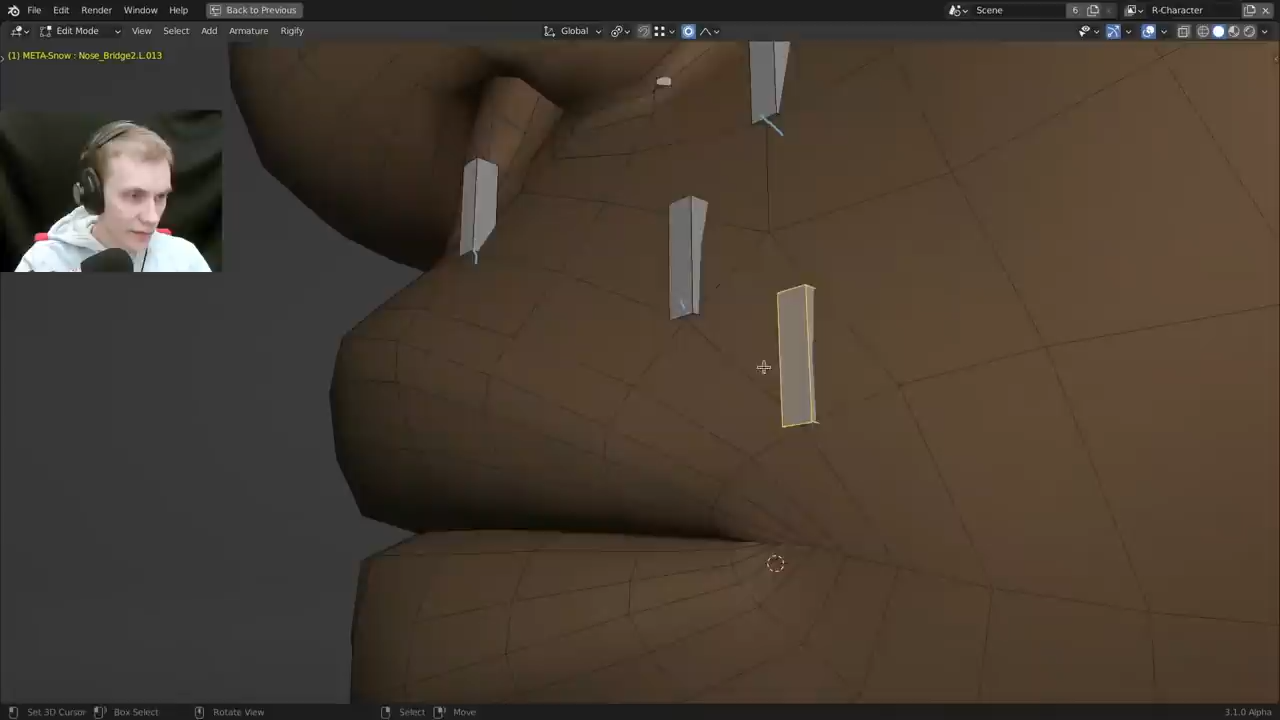 File Edit Render Window Help Back to Previous Scene 6 R-Character
Edit Mode View Select Add Armature Rigify Global
(1) META-Snow : Nose_Bridge2.L.013
Set 3D Cursor Box Select Rotate View Select Move 3.1.0 Alpha